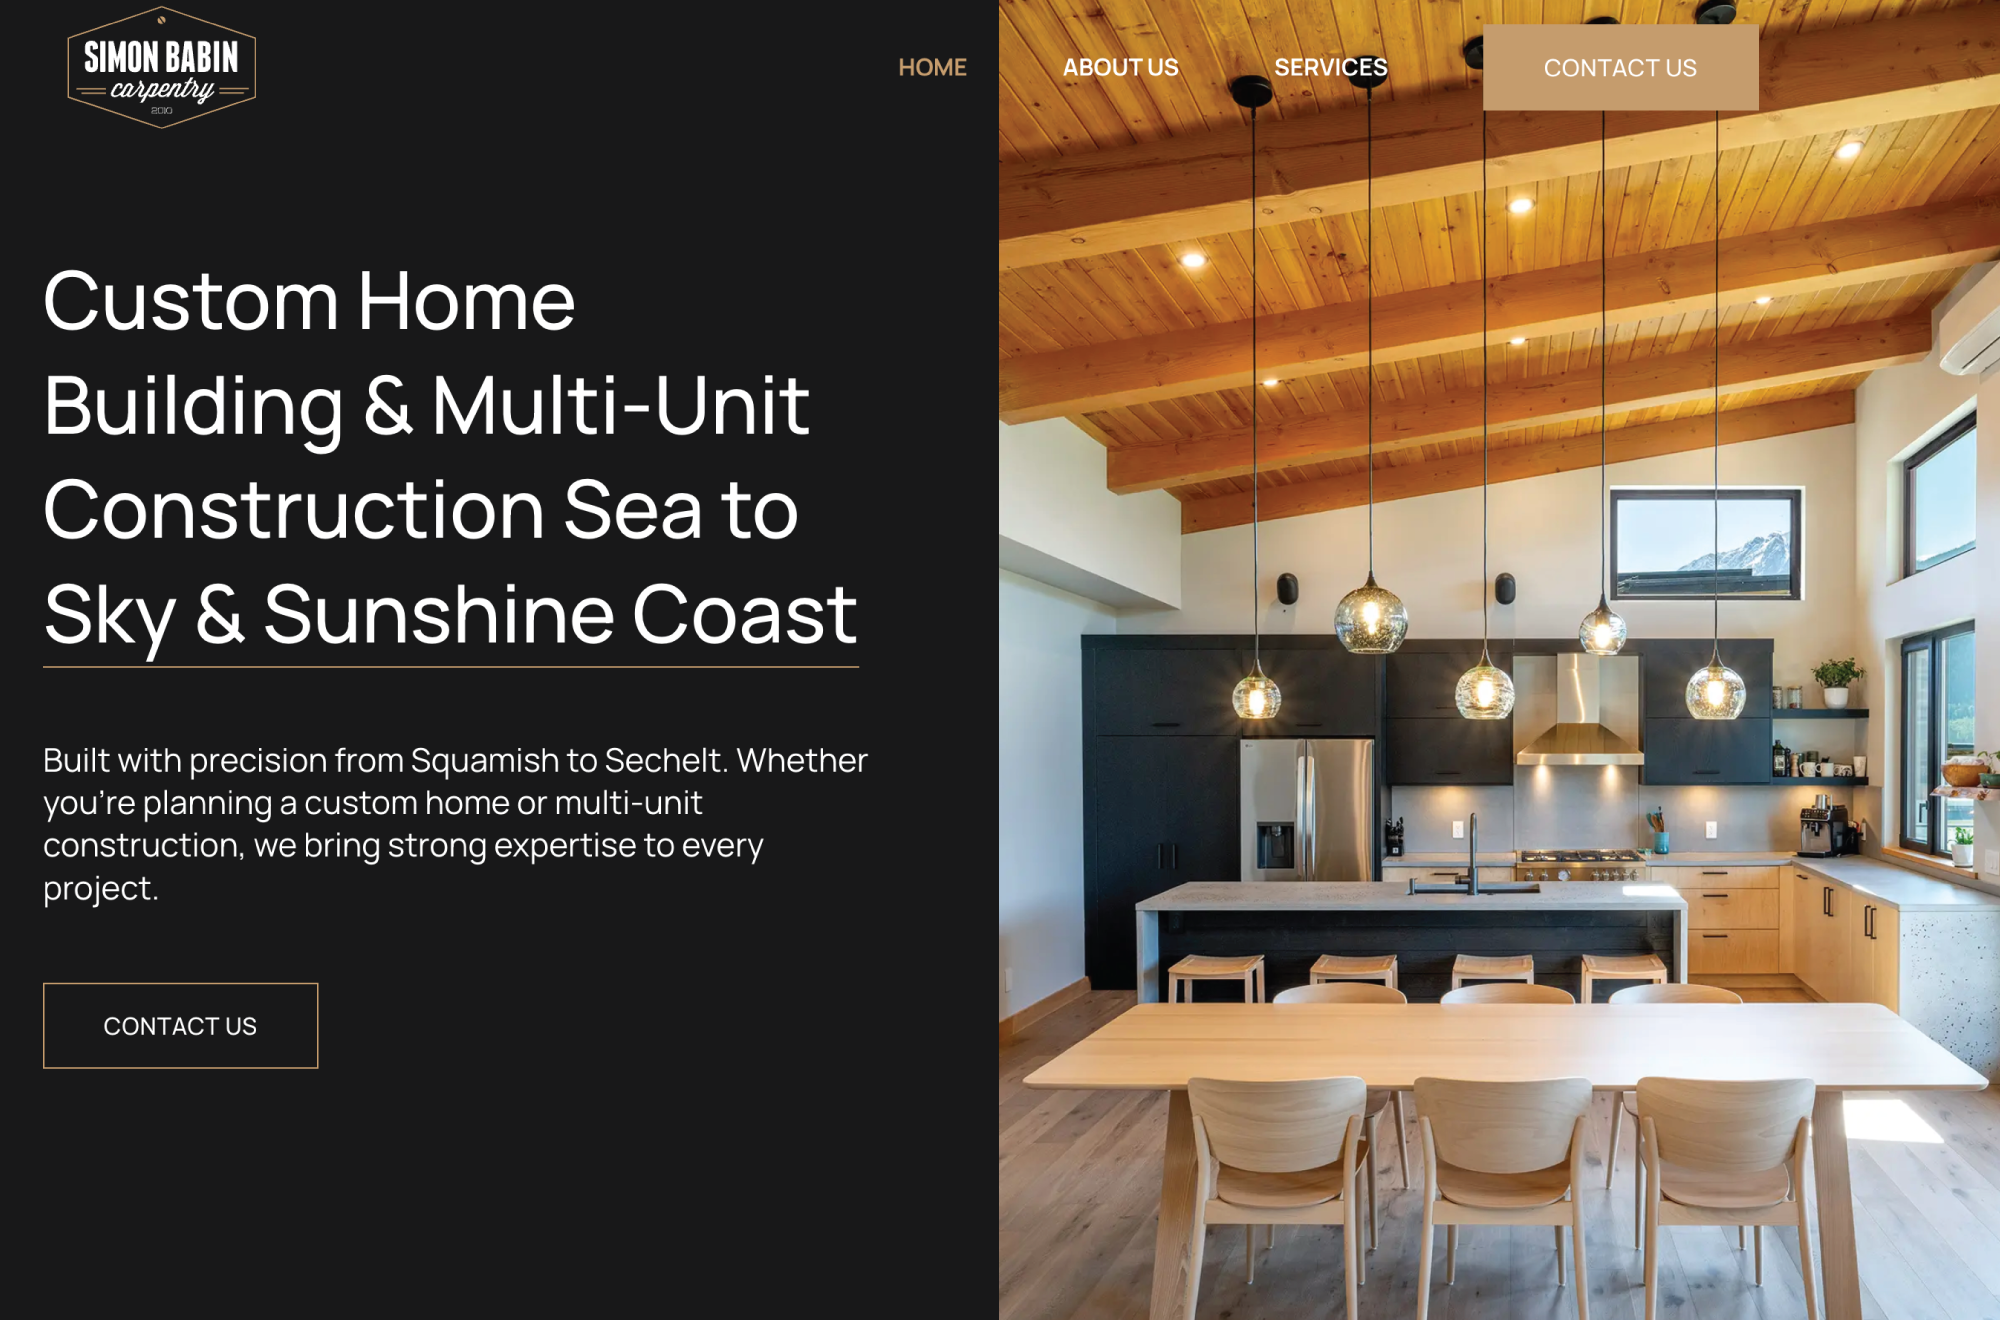 SIMON BABIN
carpentry
2010
HOME
ABOUT US
SERVICES
CONTACT US
Custom Home
Building & Multi-Unit
Construction Sea to
Sky & Sunshine Coast
Built with precision from Squamish to Sechelt. Whether
you're planning a custom home or multi-unit
construction, we bring strong expertise to every
project.
CONTACT US